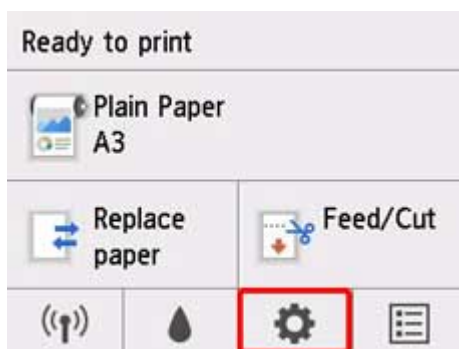 Ready to print
Plain Paper
A3
Replace
paper
Feed/Cut